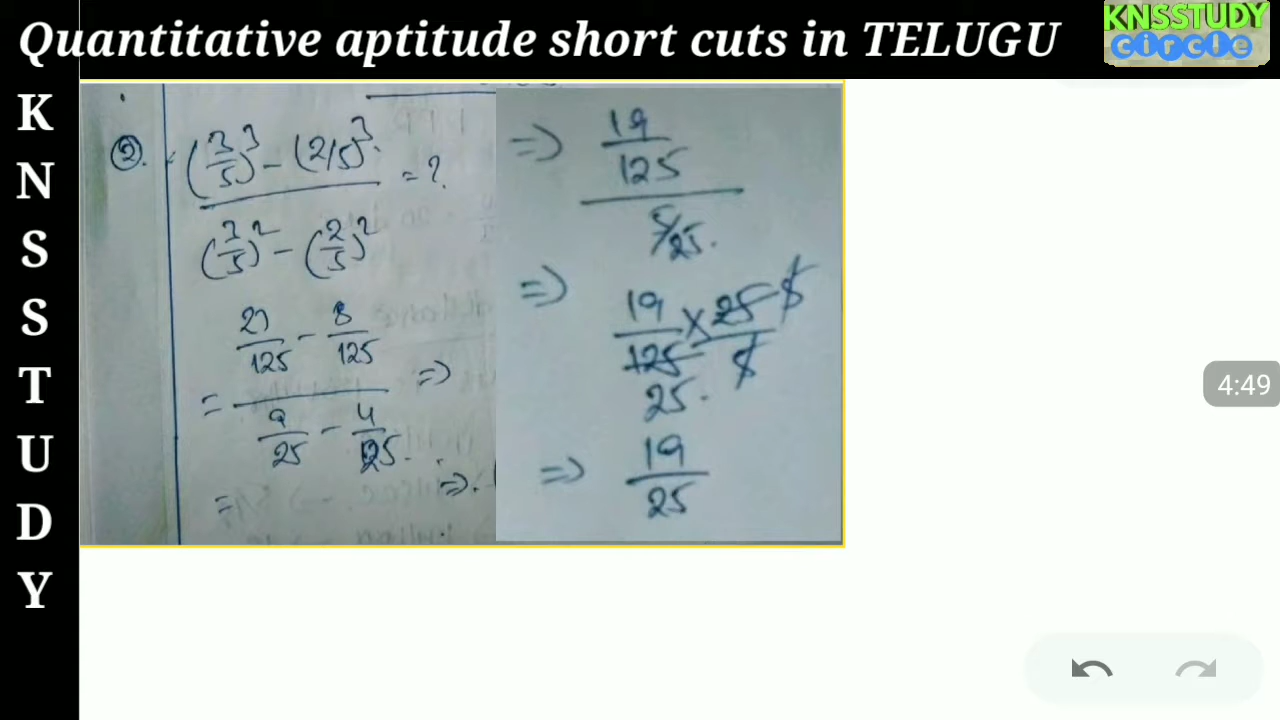 Quantitative aptitude short cuts in TELUGU
KNSSTUDY
circle
K
N
S
S
T
U
D
Y
②. (3/5)³ - (2/5)³
= ?
(3/5)² - (2/5)²
27/125 - 8/125
= =>
9/25 - 4/25.
= =>.
=> 19/125
5/25.
=> 19/125 × 25/5 5
25.
=> 19/25
4:49